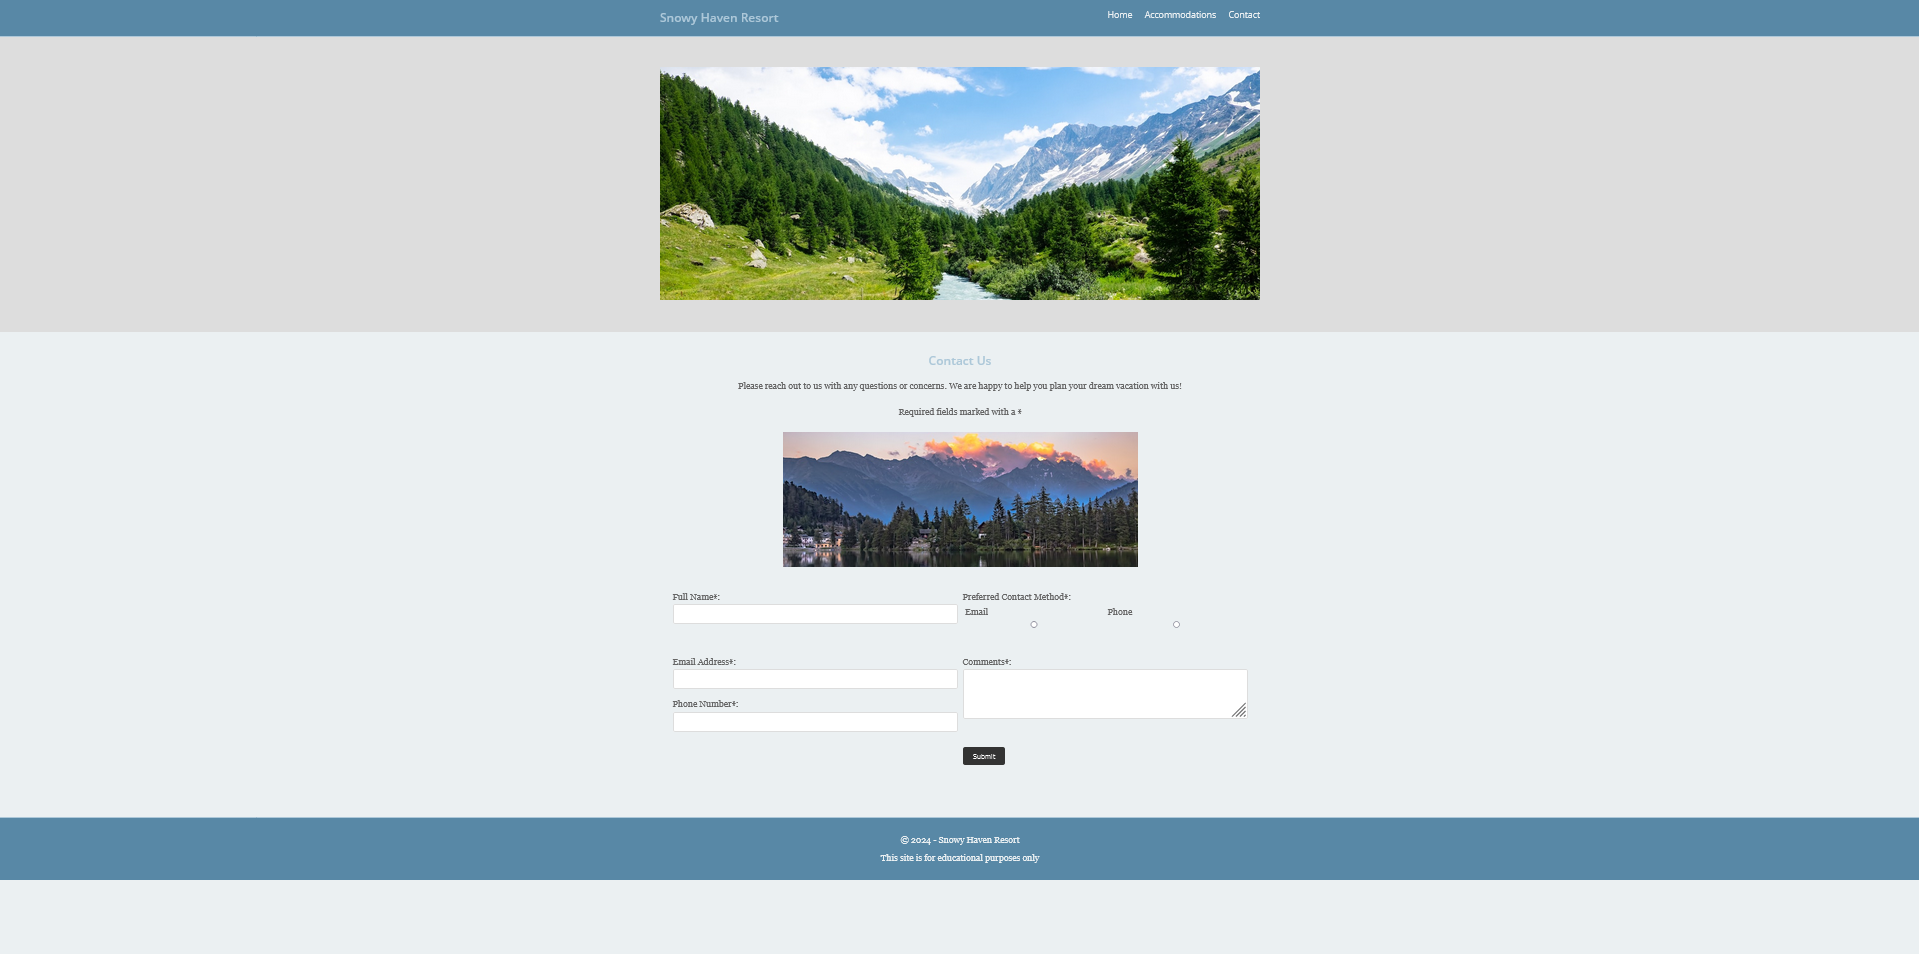 Snowy Haven Resort
Home Accommodations Contact
Contact Us
Please reach out to us with any questions or concerns. We are happy to help you plan your dream vacation with us!
Required fields marked with a *
Full Name*:
Preferred Contact Method*:
Email
Phone
Email Address*:
Comments*:
Phone Number*:
Submit
© 2024 - Snowy Haven Resort
This site is for educational purposes only